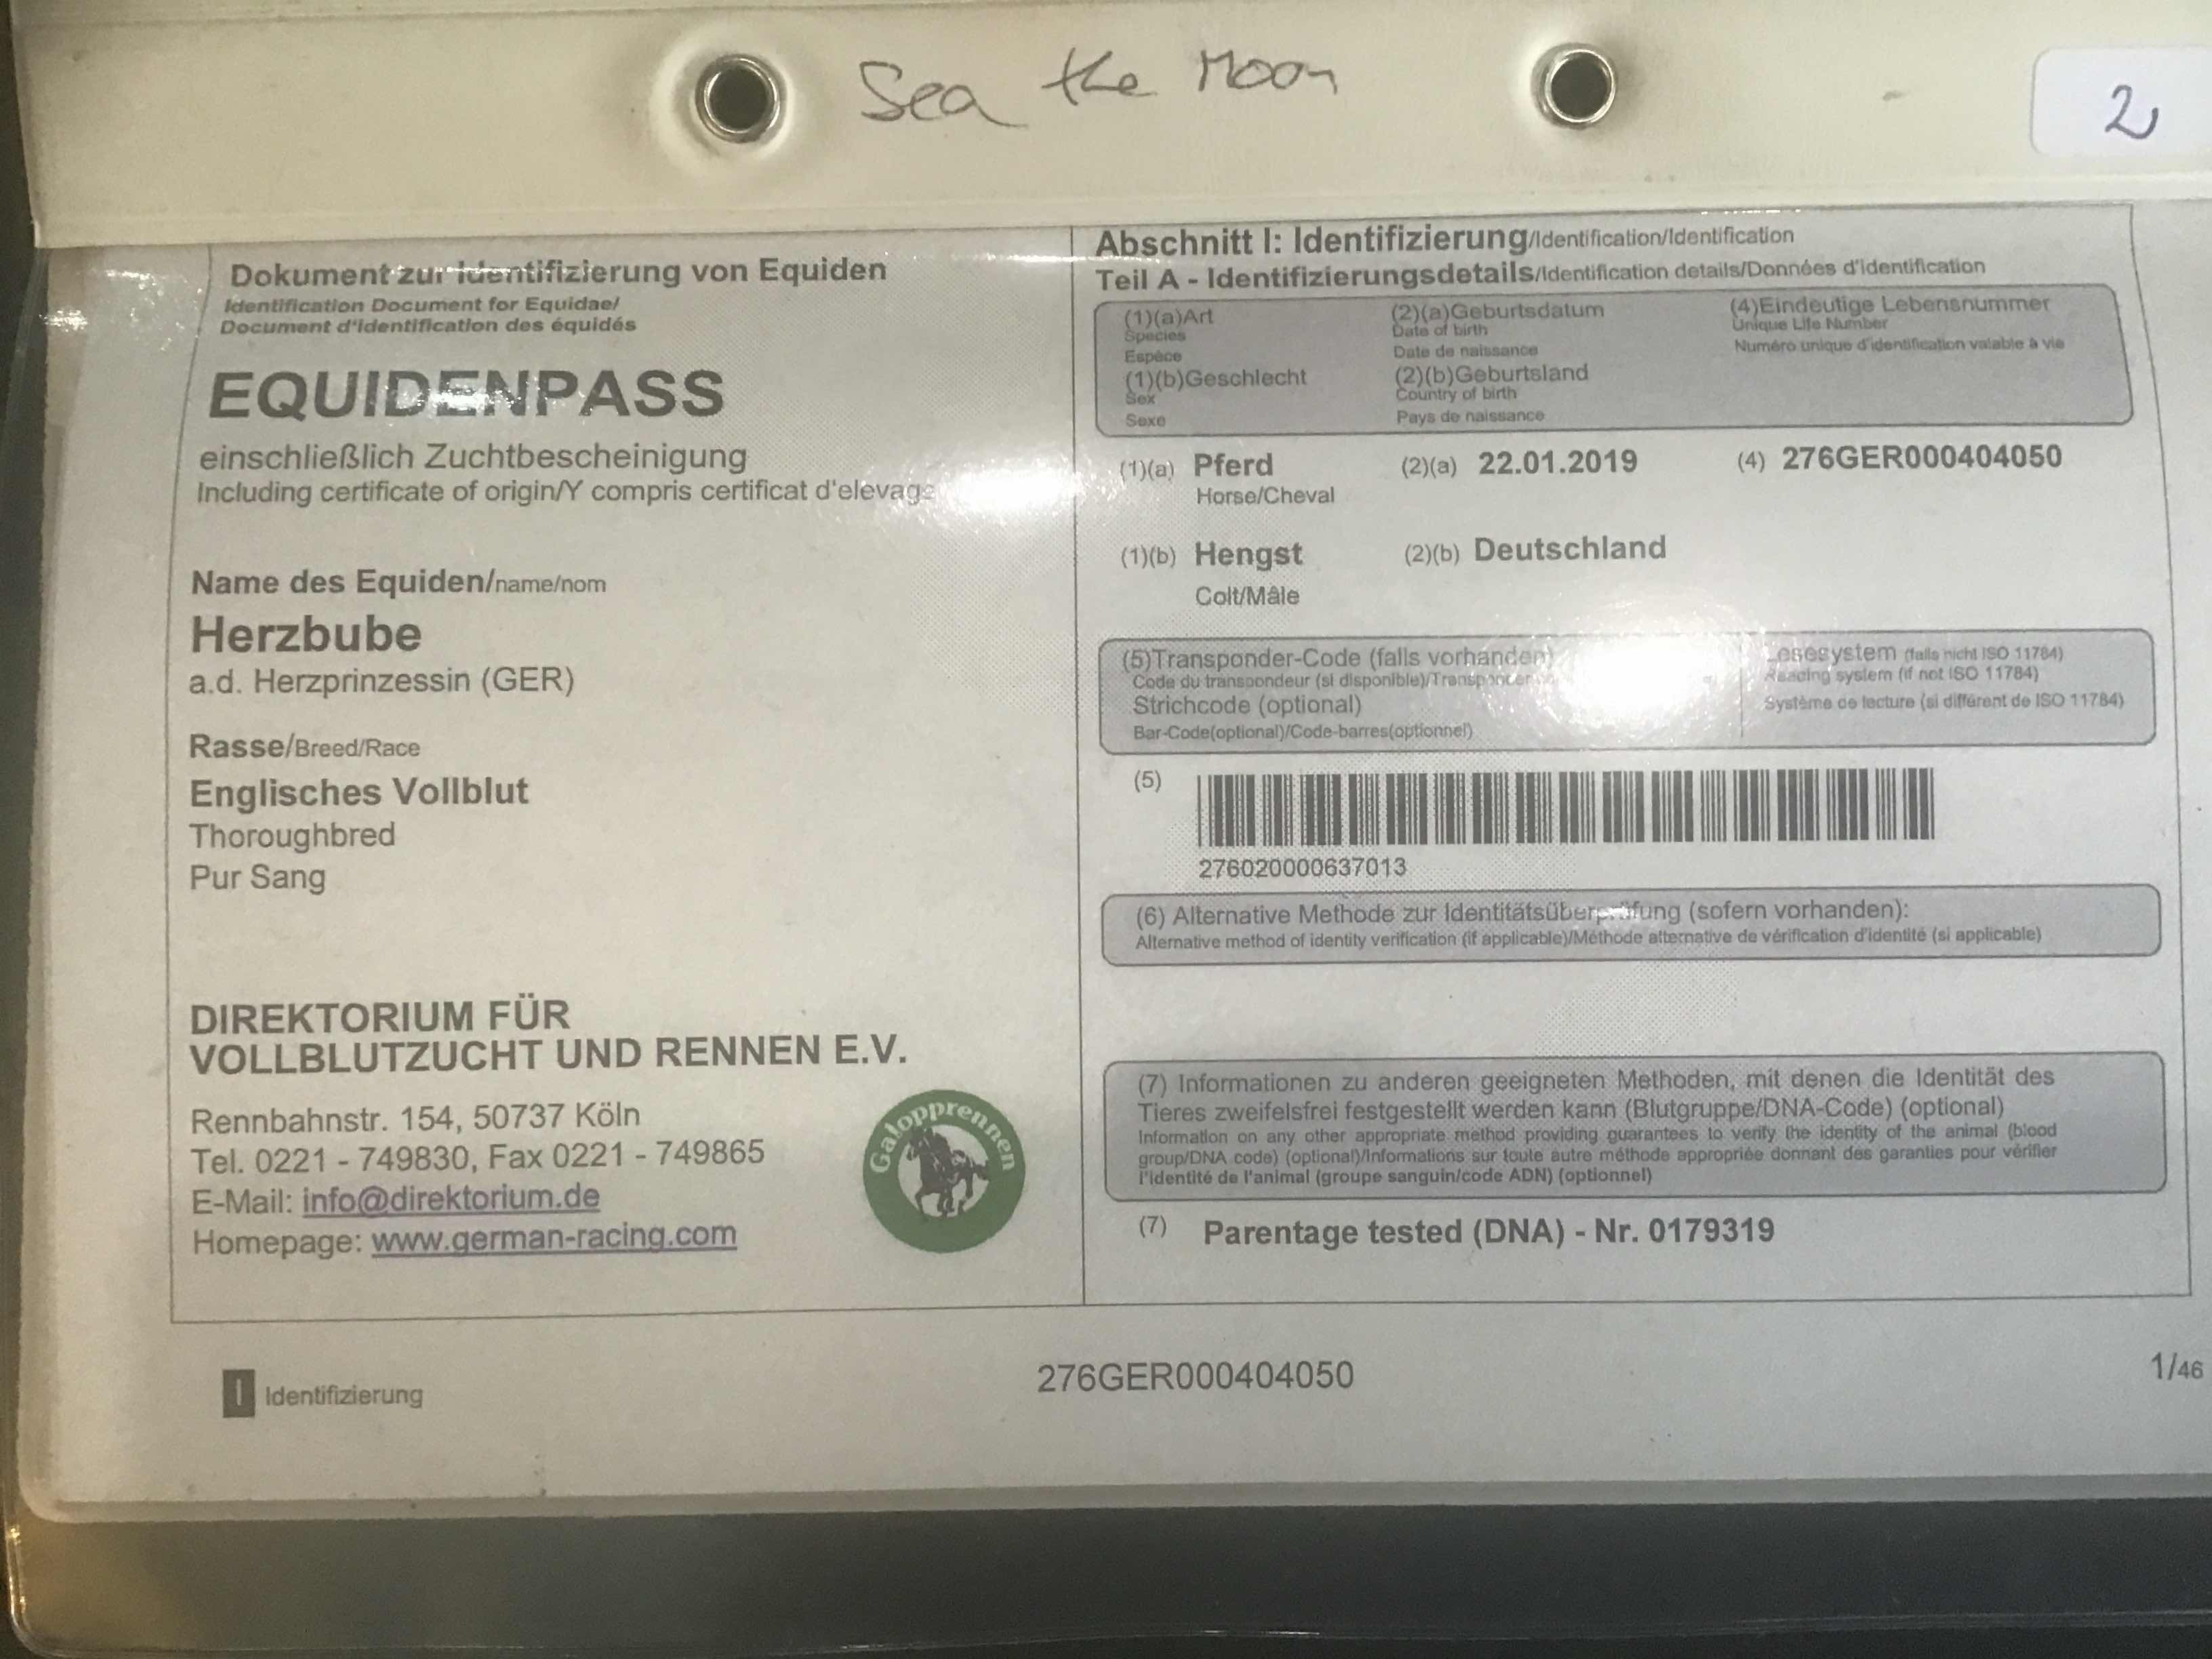 Sea the Moon
2
Dokument zur Identifizierung von Equiden
Identification Document for Equidae/
Document d'identification des équidés
EQUIDENPASS
einschließlich Zuchtbescheinigung
Including certificate of origin/Y compris certificat d'elevage
Name des Equiden/name/nom
Herzbube
a.d. Herzprinzessin (GER)
Rasse/Breed/Race
Englisches Vollblut
Thoroughbred
Pur Sang
DIREKTORIUM FÜR
VOLLBLUTZUCHT UND RENNEN E.V.
Rennbahnstr. 154, 50737 Köln
Tel. 0221 - 749830, Fax 0221 - 749865
E-Mail: info@direktorium.de
Homepage: www.german-racing.com
Galopprennen
Abschnitt I: Identifizierung/Identification/Identification
Teil A - Identifizierungsdetails/Identification details/Données d'identification
(1)(a)Art
Species
Espèce
(1)(b)Geschlecht
Sex
Sexe
(2)(a)Geburtsdatum
Date of birth
Date de naissance
(2)(b)Geburtsland
Country of birth
Pays de naissance
(4)Eindeutige Lebensnummer
Unique Life Number
Numéro unique d'identification valable à vie
(1)(a) Pferd
Horse/Cheval
(2)(a) 22.01.2019
(4) 276GER000404050
(1)(b) Hengst
Colt/Mâle
(2)(b) Deutschland
(5)Transponder-Code (falls vorhanden)
Code du transpondeur (si disponible)/Transponder
Strichcode (optional)
Bar-Code(optional)/Code-barres(optionnel)
Lesesystem (falls nicht ISO 11784)
Reading system (if not ISO 11784)
Système de lecture (si différent de ISO 11784)
(5)
276020000637013
(6) Alternative Methode zur Identitätsüberprüfung (sofern vorhanden):
Alternative method of identity verification (if applicable)/Méthode alternative de vérification d'identité (si applicable)
(7) Informationen zu anderen geeigneten Methoden, mit denen die Identität des
Tieres zweifelsfrei festgestellt werden kann (Blutgruppe/DNA-Code) (optional)
Information on any other appropriate method providing guarantees to verify the identity of the animal (blood
group/DNA code) (optional)/Informations sur toute autre méthode appropriée donnant des garanties pour vérifier
l'identité de l'animal (groupe sanguin/code ADN) (optionnel)
(7) Parentage tested (DNA) - Nr. 0179319
I Identifizierung
276GER000404050
1/46